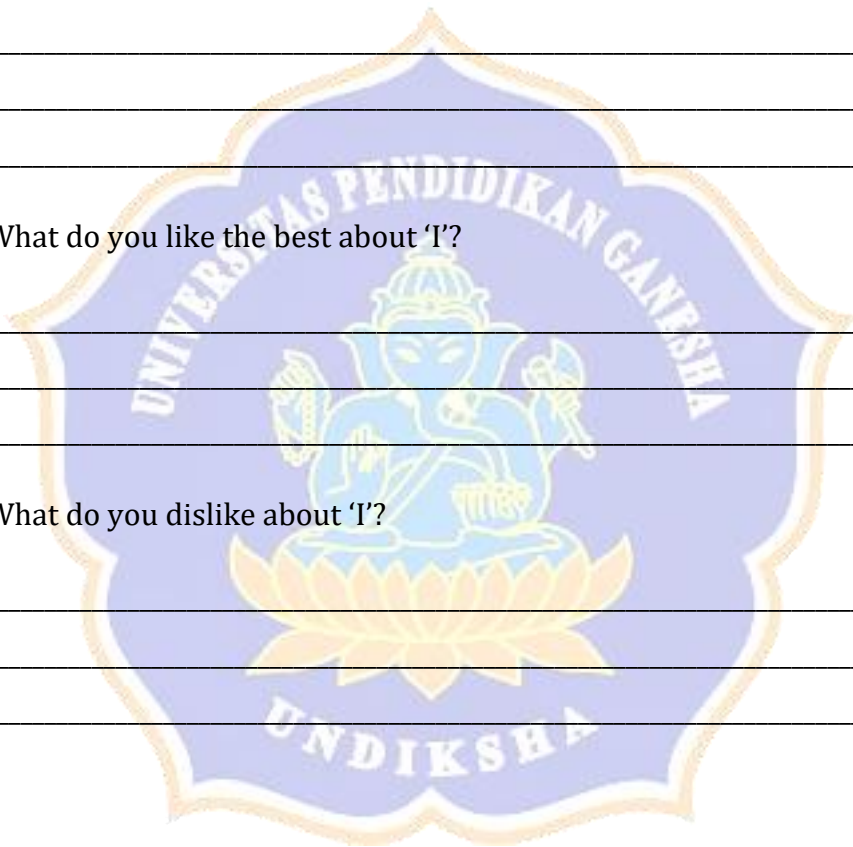 UNIVERSITAS PENDIDIKAN GANESHA
What do you like the best about ‘I’?
What do you dislike about ‘I’?
UNDIKSHA